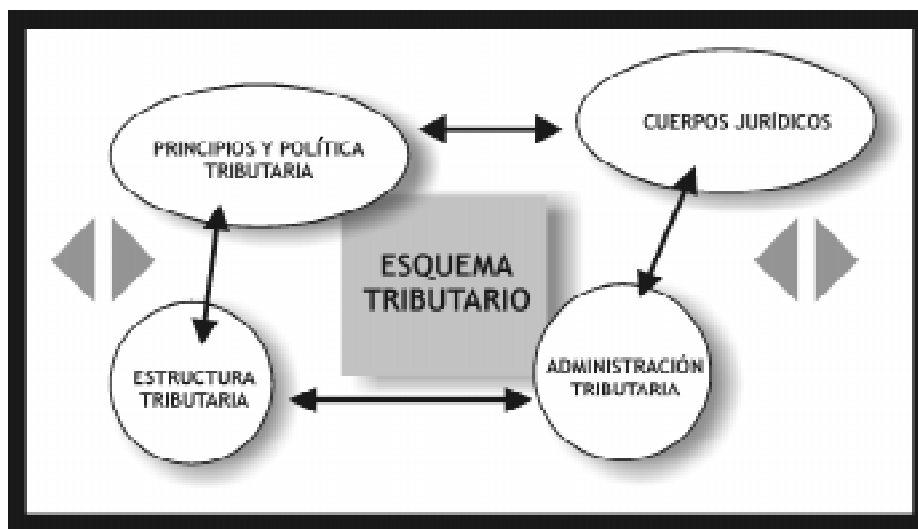 PRINCIPIOS Y POLÍTICA
TRIBUTARIA
CUERPOS JURÍDICOS
ESQUEMA
TRIBUTARIO
ESTRUCTURA
TRIBUTARIA
ADMINISTRACIÓN
TRIBUTARIA